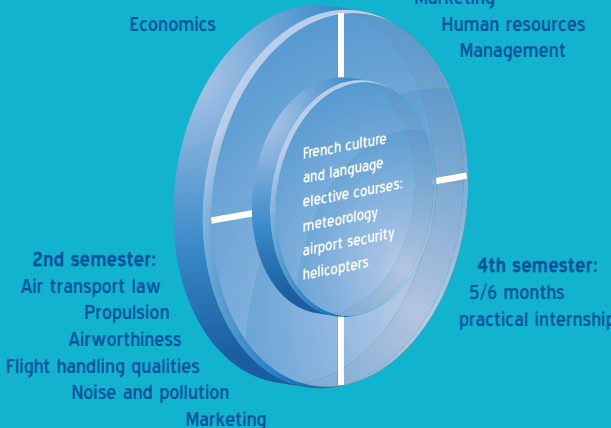 Economics
Marketing
Human resources
Management
French culture
and language
elective courses:
meteorology
airport security
helicopters
2nd semester:
Air transport law
Propulsion
Airworthiness
Flight handling qualities
Noise and pollution
Marketing
4th semester:
5/6 months
practical internship